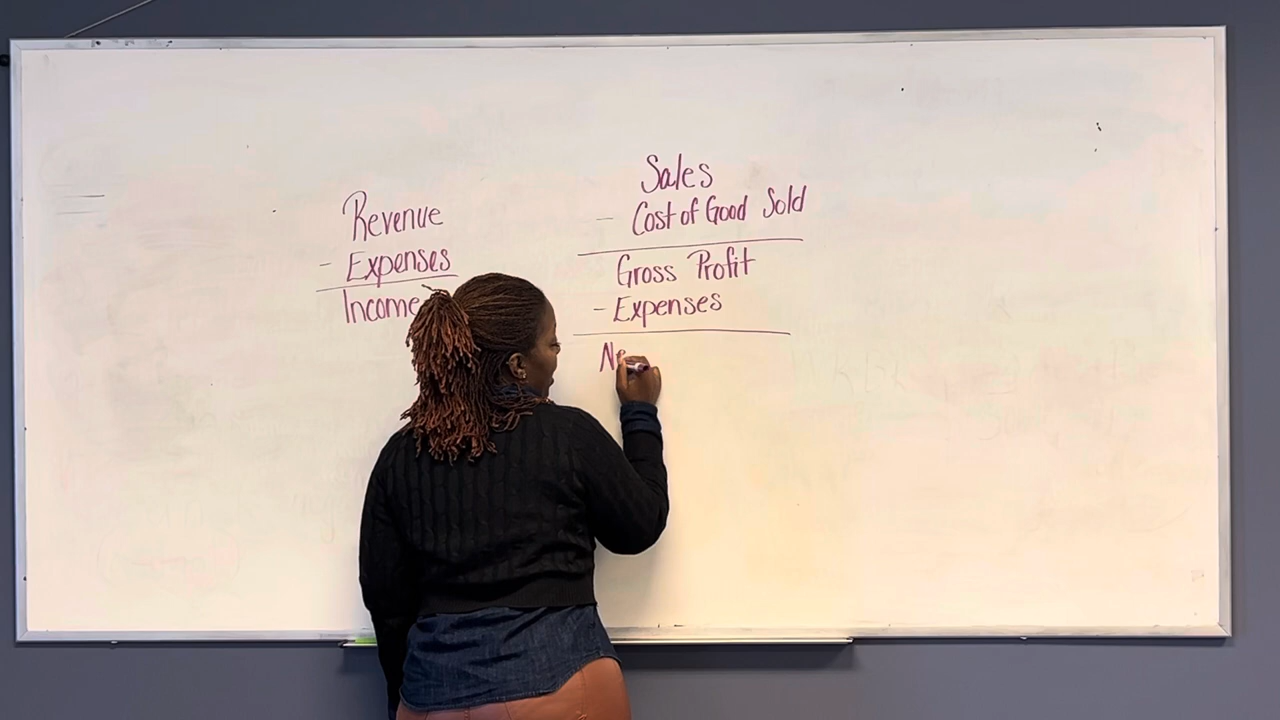 Revenue
- Expenses
Income
Sales
- Cost of Good Sold
Gross Profit
- Expenses
Ne